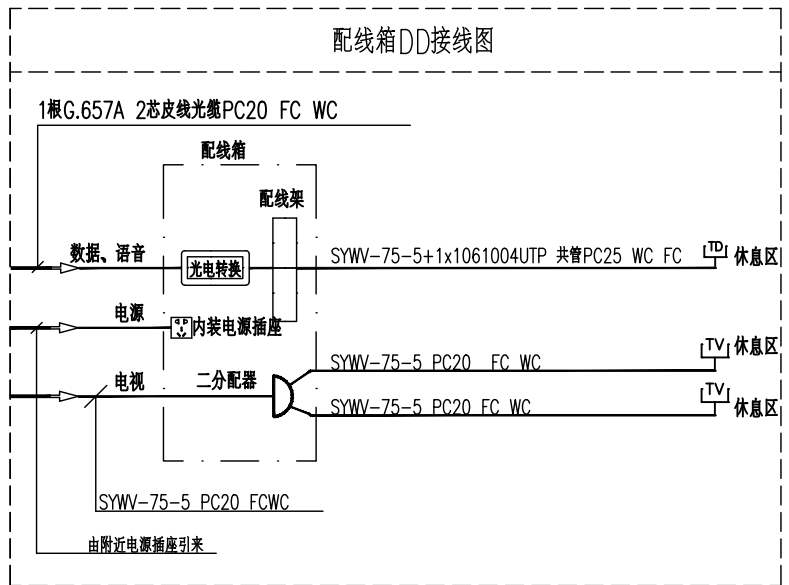 配线箱DD接线图
1根G.657A 2芯皮线光缆PC20 FC WC
配线箱
配线架
数据、语音
光电转换
SYWV-75-5+1x1061004UTP 共管PC25 WC FC
TD
休息区
电源
内装电源插座
SYWV-75-5 PC20 FC WC
TV
休息区
电视
二分配器
SYWV-75-5 PC20 FC WC
TV
休息区
SYWV-75-5 PC20 FCWC
由附近电源插座引来